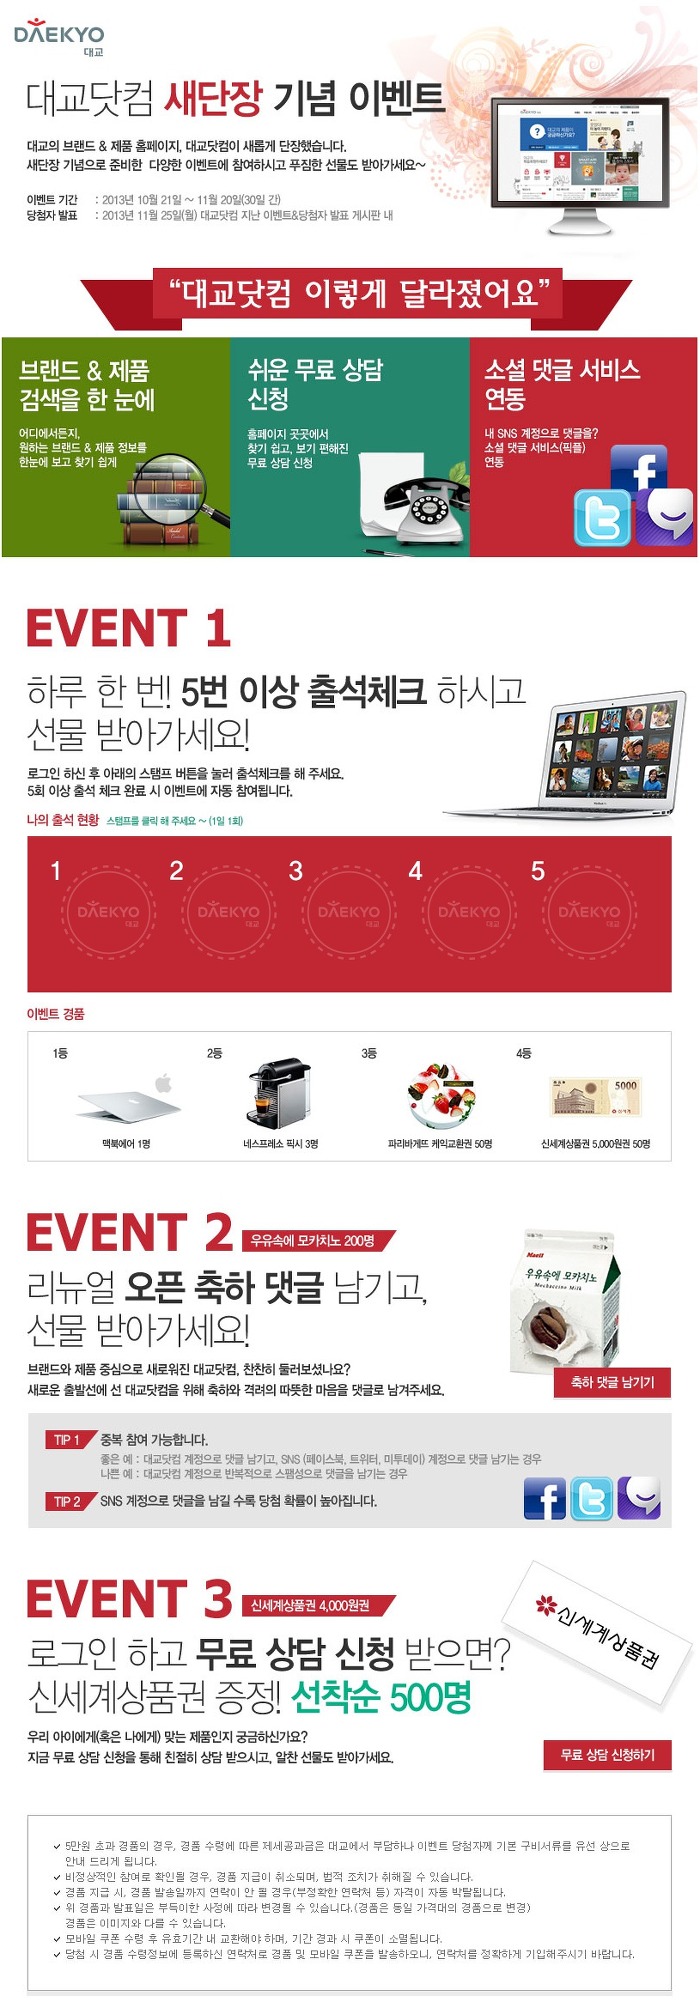 DAEKYO
대교
대교닷컴 새단장 기념 이벤트
대교의 브랜드 & 제품 홈페이지, 대교닷컴이 새롭게 단장했습니다.
새단장 기념으로 준비한 다양한 이벤트에 참여하시고 푸짐한 선물도 받아가세요~
이벤트 기간 : 2013년 10월 21일 ~ 11월 20일(30일 간)
당첨자 발표 : 2013년 11월 25일(월) 대교닷컴 지난 이벤트&당첨자 발표 게시판 내
“대교닷컴 이렇게 달라졌어요”
브랜드 & 제품
검색을 한 눈에
어디에서든지,
원하는 브랜드 & 제품 정보를
한눈에 보고 찾기 쉽게
쉬운 무료 상담
신청
홈페이지 곳곳에서
찾기 쉽고, 보기 편해진
무료 상담 신청
소셜 댓글 서비스
연동
내 SNS 계정으로 댓글을?
소셜 댓글 서비스(픽플)
연동
EVENT 1
하루 한 번! 5번 이상 출석체크 하시고
선물 받아가세요!
로그인 하신 후 아래의 스탬프 버튼을 눌러 출석체크를 해 주세요.
5회 이상 출석 체크 완료 시 이벤트에 자동 참여됩니다.
나의 출석 현황 스탬프를 클릭 해 주세요 ~ (1일 1회)
1 2 3 4 5
DAEKYO DAEKYO DAEKYO DAEKYO DAEKYO
대교 대교 대교 대교 대교
이벤트 경품
1등 2등 3등 4등
5000
맥북에어 1명 네스프레소 픽시 3명 파리바게뜨 케익교환권 50명 신세계상품권 5,000원권 50명
EVENT 2 우유속에 모카치노 200명
리뉴얼 오픈 축하 댓글 남기고,
선물 받아가세요!
Maeil
우유속에 모카치노
Mochaccino Milk
브랜드와 제품 중심으로 새로워진 대교닷컴, 찬찬히 둘러보셨나요?
새로운 출발선에 선 대교닷컴을 위해 축하와 격려의 따뜻한 마음을 댓글로 남겨주세요.
축하 댓글 남기기
TIP 1 중복 참여 가능합니다.
좋은 예 : 대교닷컴 계정으로 댓글 남기고, SNS (페이스북, 트위터, 미투데이) 계정으로 댓글 남기는 경우
나쁜 예 : 대교닷컴 계정으로 반복적으로 스팸성으로 댓글을 남기는 경우
TIP 2 SNS 계정으로 댓글을 남길 수록 당첨 확률이 높아집니다.
EVENT 3 신세계상품권 4,000원권
신세계상품권
로그인 하고 무료 상담 신청 받으면?
신세계상품권 증정! 선착순 500명
우리 아이에게(혹은 나에게) 맞는 제품인지 궁금하신가요?
지금 무료 상담 신청을 통해 친절히 상담 받으시고, 알찬 선물도 받아가세요.
무료 상담 신청하기
5만원 초과 경품의 경우, 경품 수령에 따른 제세공과금은 대교에서 부담하나 이벤트 당첨자께 기본 구비서류를 유선 상으로
안내 드리게 됩니다.
비정상적인 참여로 확인될 경우, 경품 지급이 취소되며, 법적 조치가 취해질 수 있습니다.
경품 지급 시, 경품 발송일까지 연락이 안 될 경우(부정확한 연락처 등) 자격이 자동 박탈됩니다.
위 경품과 발표일은 부득이한 사정에 따라 변경될 수 있습니다.(경품은 동일 가격대의 경품으로 변경)
경품은 이미지와 다를 수 있습니다.
모바일 쿠폰 수령 후 유효기간 내 교환해야 하며, 기간 경과 시 쿠폰이 소멸됩니다.
당첨 시 경품 수령정보에 등록하신 연락처로 경품 및 모바일 쿠폰을 발송하오니, 연락처를 정확하게 기입해주시기 바랍니다.